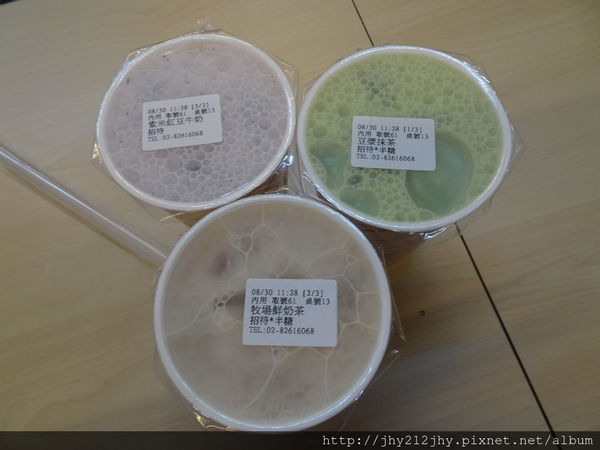 08/30 11:28 [3/3]
內用 取號61 桌號13
紫米紅豆牛奶
招待
TEL:02-82616068
08/30 11:28 [1/3]
內用 取號61 桌號13
豆漿抹茶
招待*半糖
TEL:02-82616068
08/30 11:28 [2/3]
內用 取號61 桌號13
牧場鮮奶茶
招待*半糖
TEL:02-82616068
http://jhy212jhy.pixnet.net/album